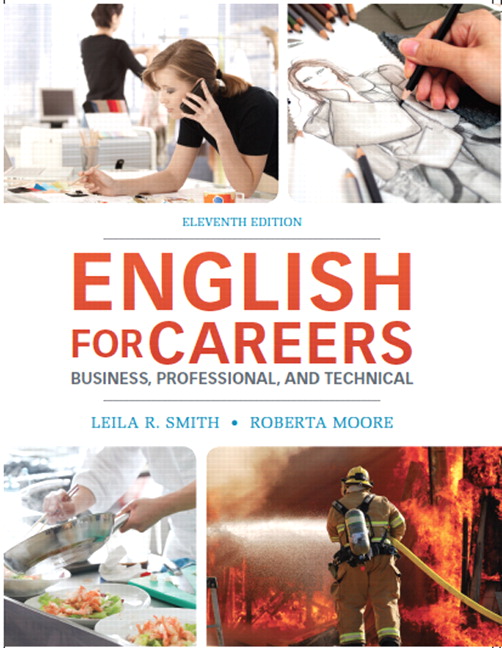 ELEVENTH EDITION
ENGLISH
FOR CAREERS
BUSINESS, PROFESSIONAL, AND TECHNICAL
LEILA R. SMITH • ROBERTA MOORE